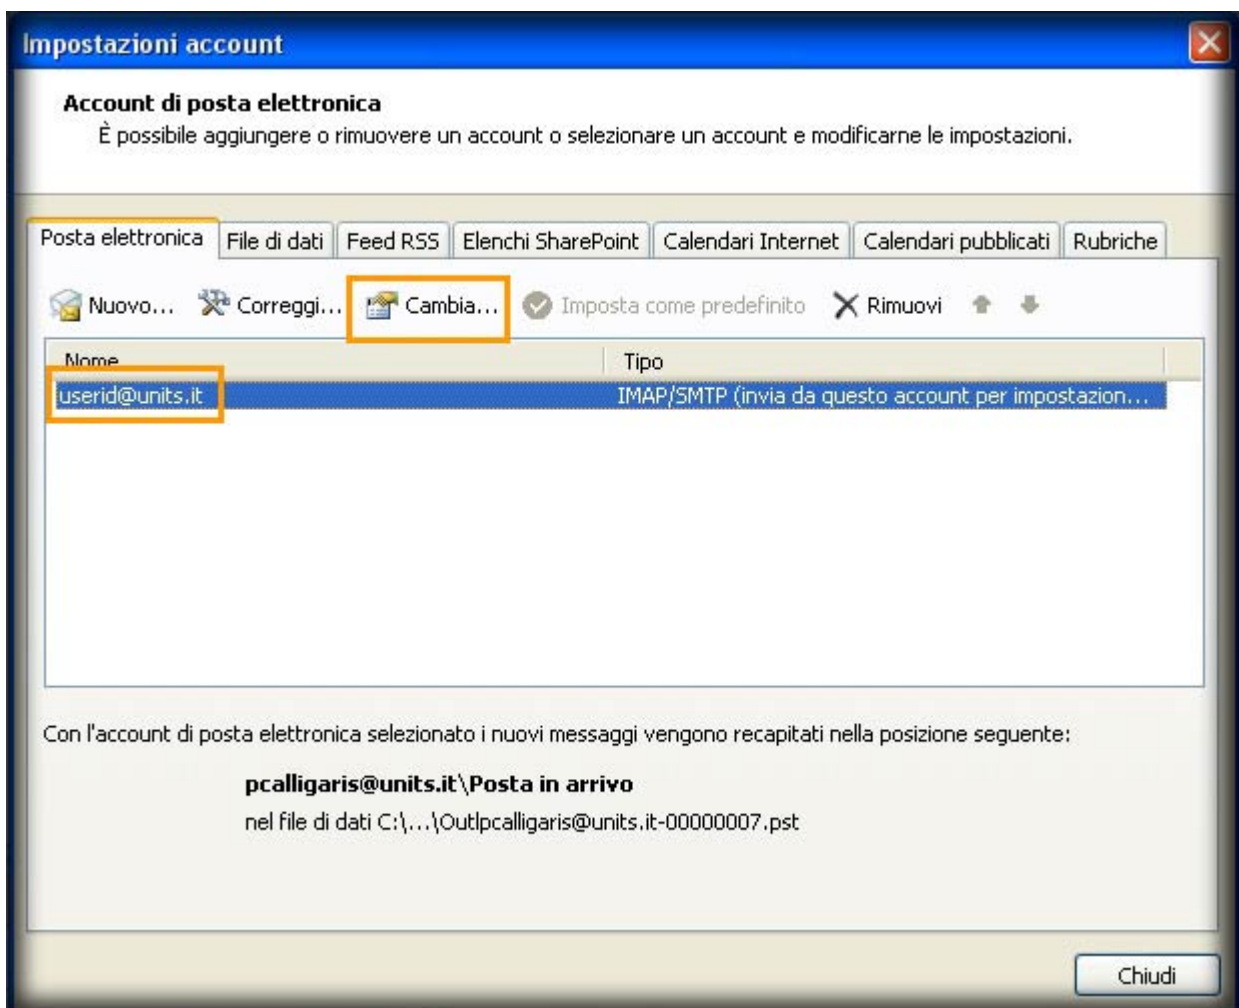 Impostazioni account
Account di posta elettronica
È possibile aggiungere o rimuovere un account o selezionare un account e modificarne le impostazioni.
Posta elettronica File di dati Feed RSS Elenchi SharePoint Calendari Internet Calendari pubblicati Rubriche
Nuovo... Correggi... Cambia... Imposta come predefinito Rimuovi
Nome Tipo
userid@units.it IMAP/SMTP (invia da questo account per impostazion...
Con l'account di posta elettronica selezionato i nuovi messaggi vengono recapitati nella posizione seguente:
pcalligaris@units.it\Posta in arrivo
nel file di dati C:\...\Outlpcalligaris@units.it-00000007.pst
Chiudi